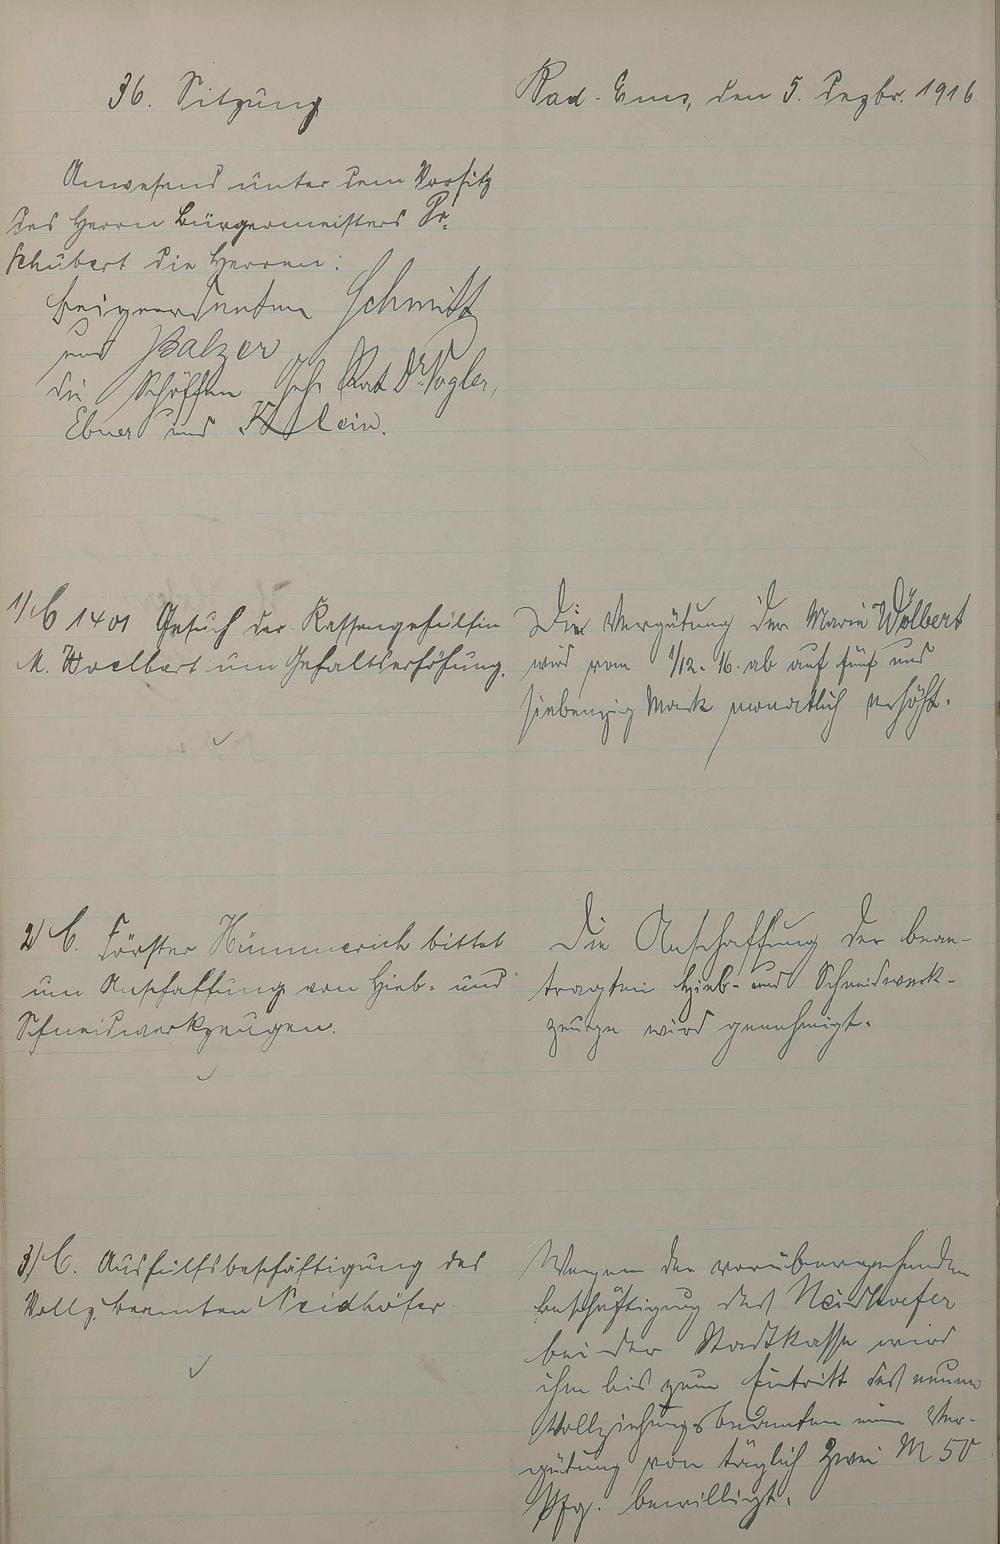 36. Sitzung
Bad-Ems, den 5. Dezbr. 1916
Anwesend unter dem Vorsitz
des Herrn Bürgermeisters Dr.
Schubert die Herren:
Beigeordneten Schmitt
und Balzer
die Schöffen Geh. Rat Dr. Vogler,
Ebner und Klein.
1/C 1401 Gesuch der Kassengehülfin
M. Woelbert um Gehaltserhöhung.
Die Vergütung der Marie Wölbert
wird vom 1/12. 16. ab auf fünf und
siebenzig Mark monatlich erhöht.
2/C. Förster Hümmerich bittet
um Anschaffung von Hieb- und
Schneidwerkzeugen.
Die Anschaffung der bean-
tragten Hieb- und Schneidwerk-
zeuge wird genehmigt.
3/C. Aushilfsbeschäftigung des
Vollz. beamten Neidhöfer.
Wegen der vorübergehenden
Beschäftigung des Neidhoefer
bei der Stadtkasse wird
ihm bis zum Eintritt des neuen
Vollziehungsbeamten eine Ver-
gütung von täglich zwei M 50
Pfg. bewilligt.